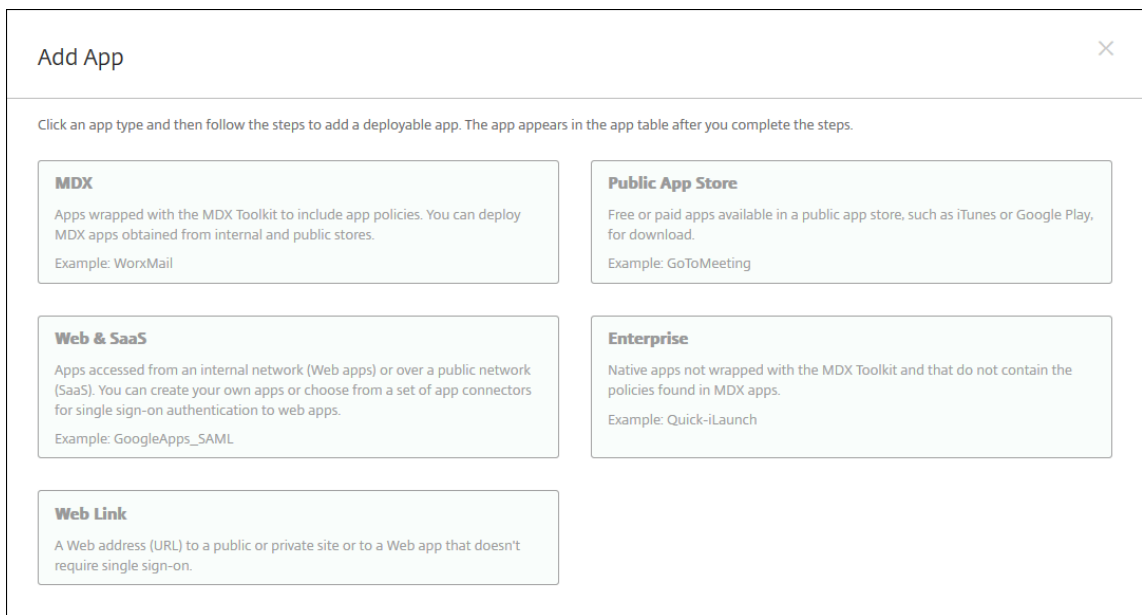 Add App
Click an app type and then follow the steps to add a deployable app. The app appears in the app table after you complete the steps.
MDX
Apps wrapped with the MDX Toolkit to include app policies. You can deploy
MDX apps obtained from internal and public stores.
Example: WorxMail
Public App Store
Free or paid apps available in a public app store, such as iTunes or Google Play,
for download.
Example: GoToMeeting
Web & SaaS
Apps accessed from an internal network (Web apps) or over a public network
(SaaS). You can create your own apps or choose from a set of app connectors
for single sign-on authentication to web apps.
Example: GoogleApps_SAML
Enterprise
Native apps not wrapped with the MDX Toolkit and that do not contain the
policies found in MDX apps.
Example: Quick-iLaunch
Web Link
A Web address (URL) to a public or private site or to a Web app that doesn't
require single sign-on.